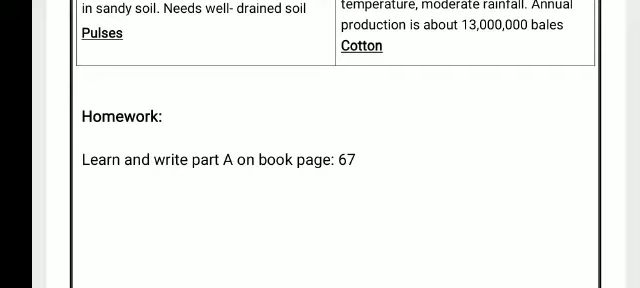 in sandy soil. Needs well- drained soil
Pulses
temperature, moderate rainfall. Annual
production is about 13,000,000 bales
Cotton
Homework:
Learn and write part A on book page: 67